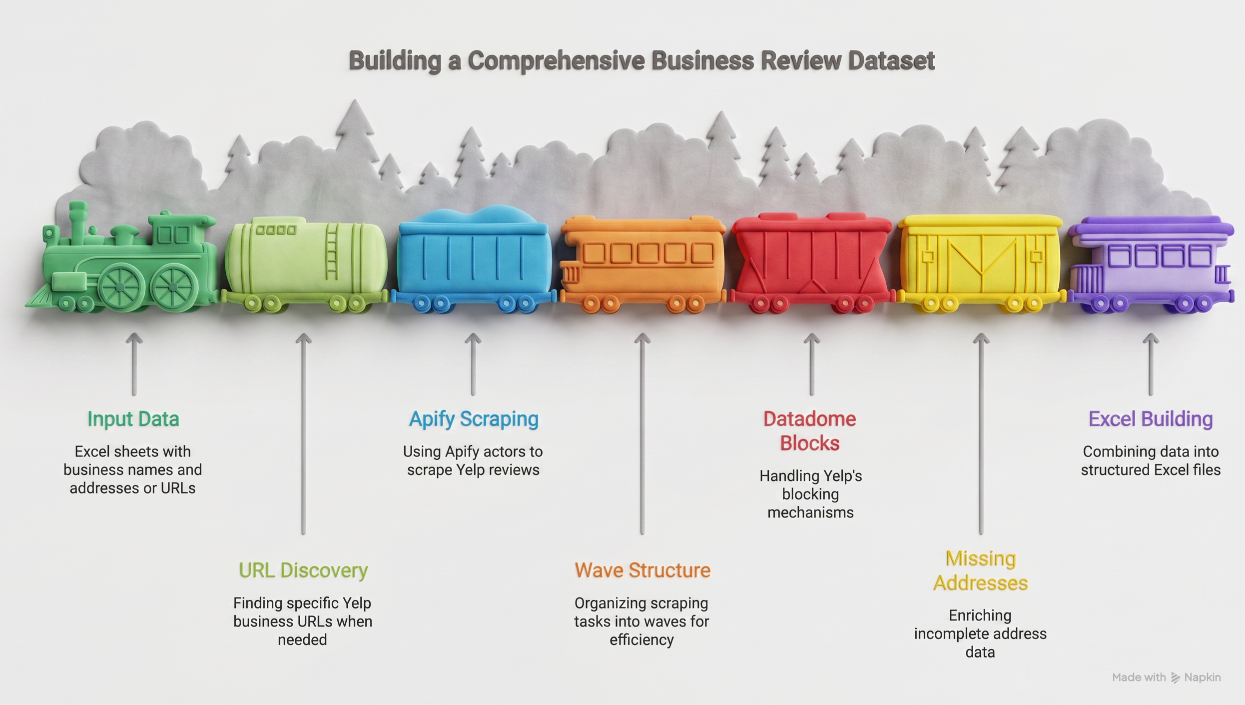 Building a Comprehensive Business Review Dataset
Input Data
Excel sheets with
business names and
addresses or URLs
URL Discovery
Finding specific Yelp
business URLs when
needed
Apify Scraping
Using Apify actors to
scrape Yelp reviews
Wave Structure
Organizing scraping
tasks into waves for
efficiency
Datadome
Blocks
Handling Yelp's
blocking
mechanisms
Missing
Addresses
Enriching
incomplete address
data
Excel Building
Combining data into
structured Excel files
Made with Napkin